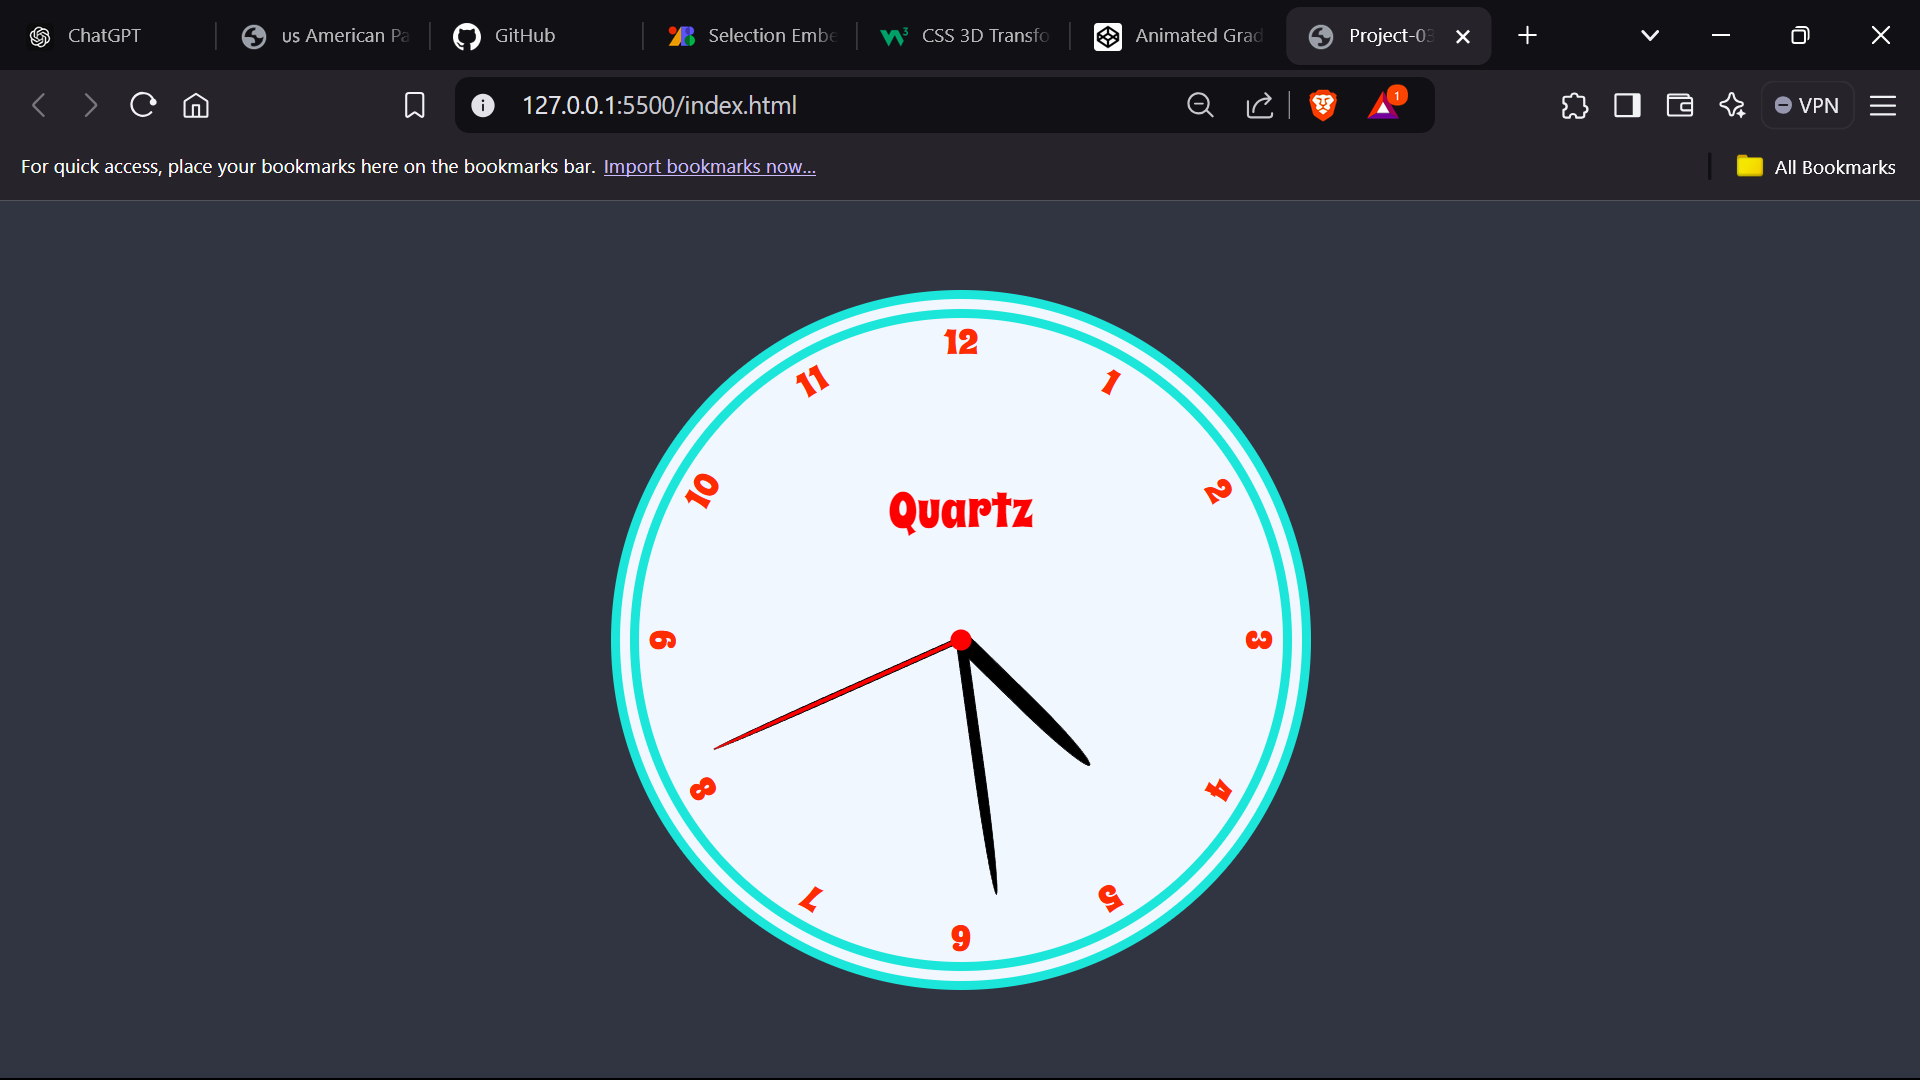 ChatGPT us American Pa GitHub Selection Embe CSS 3D Transfo Animated Grad Project-03
127.0.0.1:5500/index.html 1 VPN
For quick access, place your bookmarks here on the bookmarks bar. Import bookmarks now... All Bookmarks
12
11 1
10 2
Quartz
9 3
8 4
7 5
6